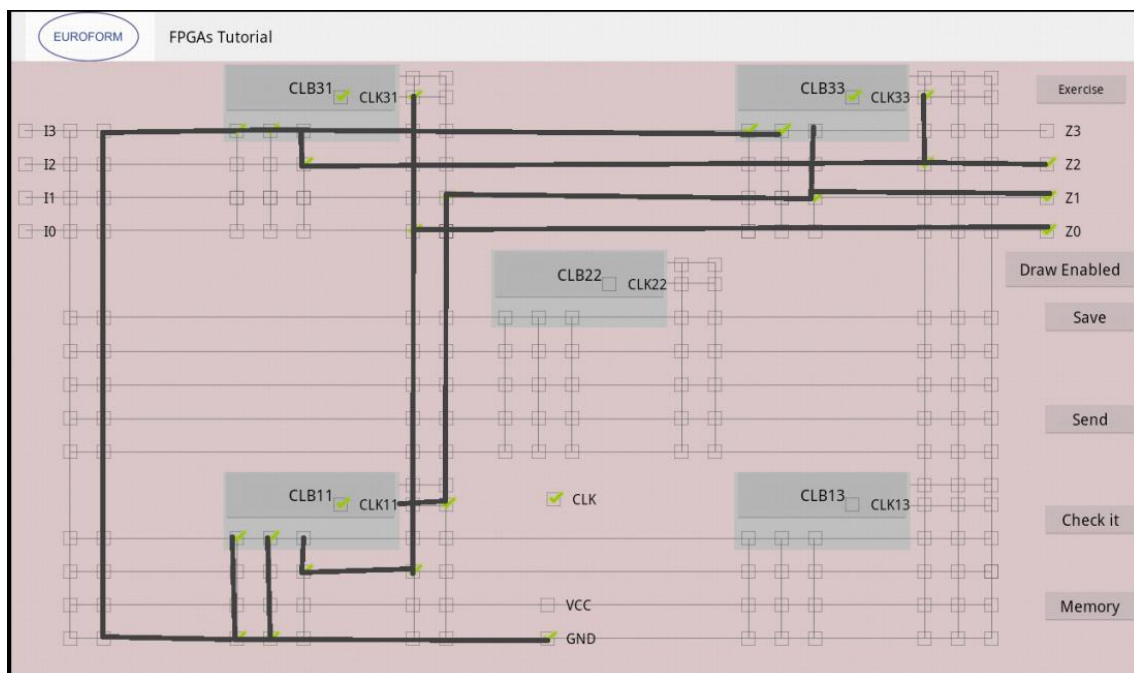 EUROFORM FPGAs Tutorial
CLB31 CLK31 CLB33 CLK33 Exercise
I3 Z3
I2 Z2
I1 Z1
I0 Z0
CLB22 CLK22 Draw Enabled
Save
Send
CLB11 CLK11 CLK CLB13 CLK13
Check it
VCC Memory
GND